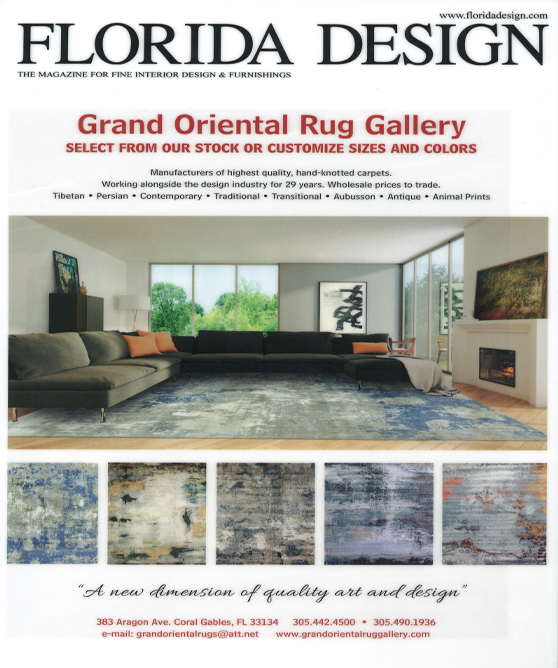 www.floridadesign.com
FLORIDA DESIGN
THE MAGAZINE FOR FINE INTERIOR DESIGN & FURNISHINGS
Grand Oriental Rug Gallery
SELECT FROM OUR STOCK OR CUSTOMIZE SIZES AND COLORS
Manufacturers of highest quality, hand-knotted carpets.
Working alongside the design industry for 29 years. Wholesale prices to trade.
Tibetan • Persian • Contemporary • Traditional • Transitional • Aubusson • Antique • Animal Prints
"A new dimension of quality art and design"
383 Aragon Ave. Coral Gables, FL 33134 305.442.4500 • 305.490.1936
e-mail: grandorientalrugs@att.net www.grandorientalruggallery.com